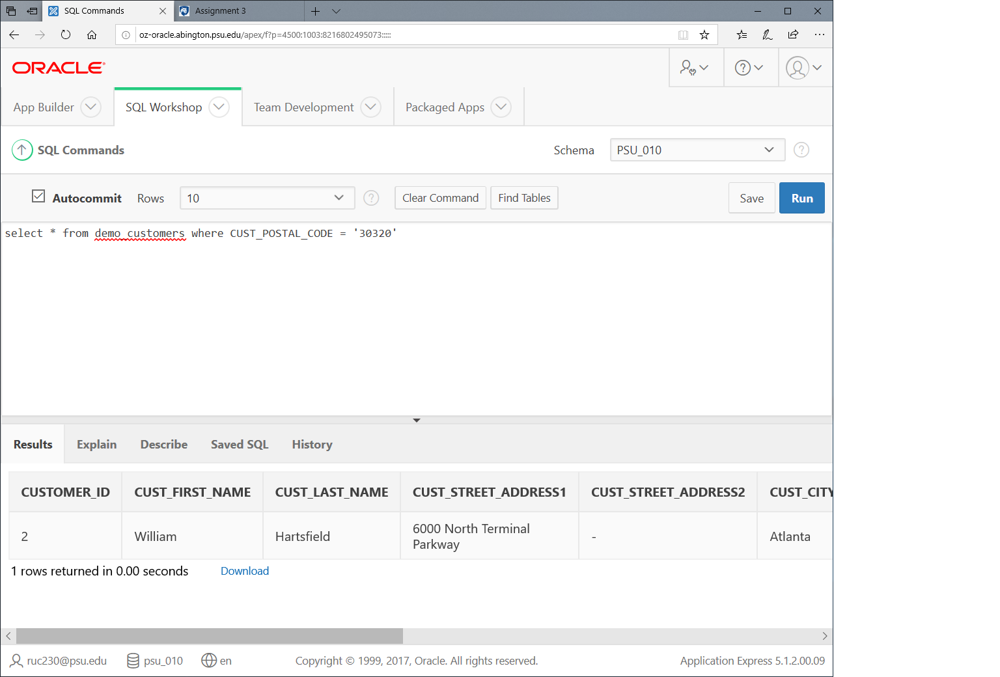 SQL Commands
Assignment 3
oz-oracle.abington.psu.edu/apex/f?p=4500:1003:8216802495073:::::
ORACLE
App Builder
SQL Workshop
Team Development
Packaged Apps
SQL Commands
Schema
PSU_010
Autocommit
Rows
10
Clear Command
Find Tables
Save
Run
select * from demo_customers where CUST_POSTAL_CODE = '30320'
Results
Explain
Describe
Saved SQL
History
CUSTOMER_ID
CUST_FIRST_NAME
CUST_LAST_NAME
CUST_STREET_ADDRESS1
CUST_STREET_ADDRESS2
CUST_CITY
2
William
Hartsfield
6000 North Terminal
Parkway
-
Atlanta
1 rows returned in 0.00 seconds
Download
ruc230@psu.edu
psu_010
en
Copyright © 1999, 2017, Oracle. All rights reserved.
Application Express 5.1.2.00.09